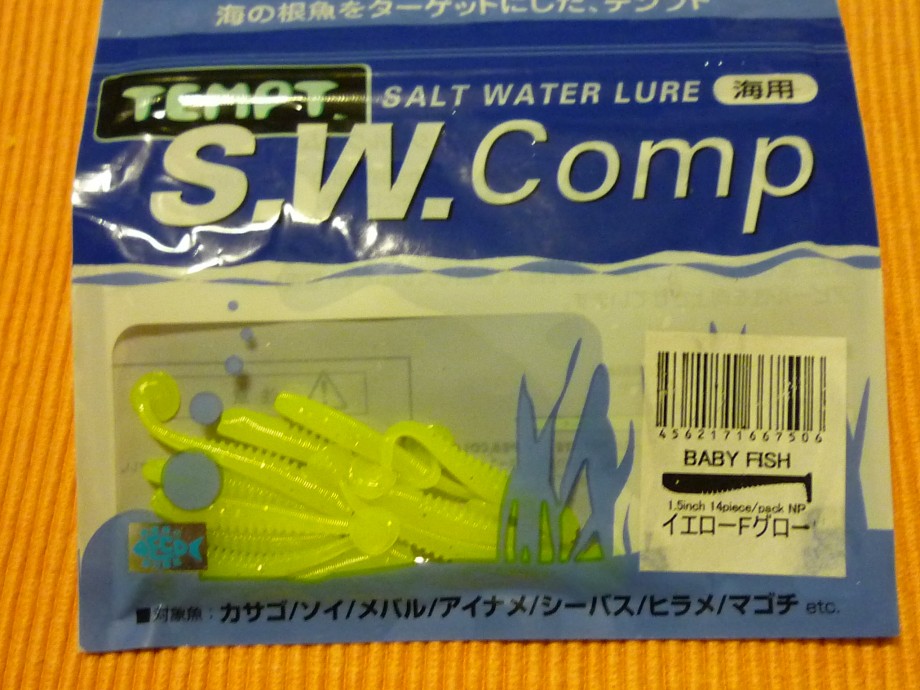 海の根魚をターゲットにした、テンプト
TEMPT SALT WATER LURE 海用
S.W.Comp
4562171667506
BABY FISH
1.5inch 14piece/pack NP
イエローFグロー
■対象魚：カサゴ/ソイ/メバル/アイナメ/シーバス/ヒラメ/マゴチ etc.